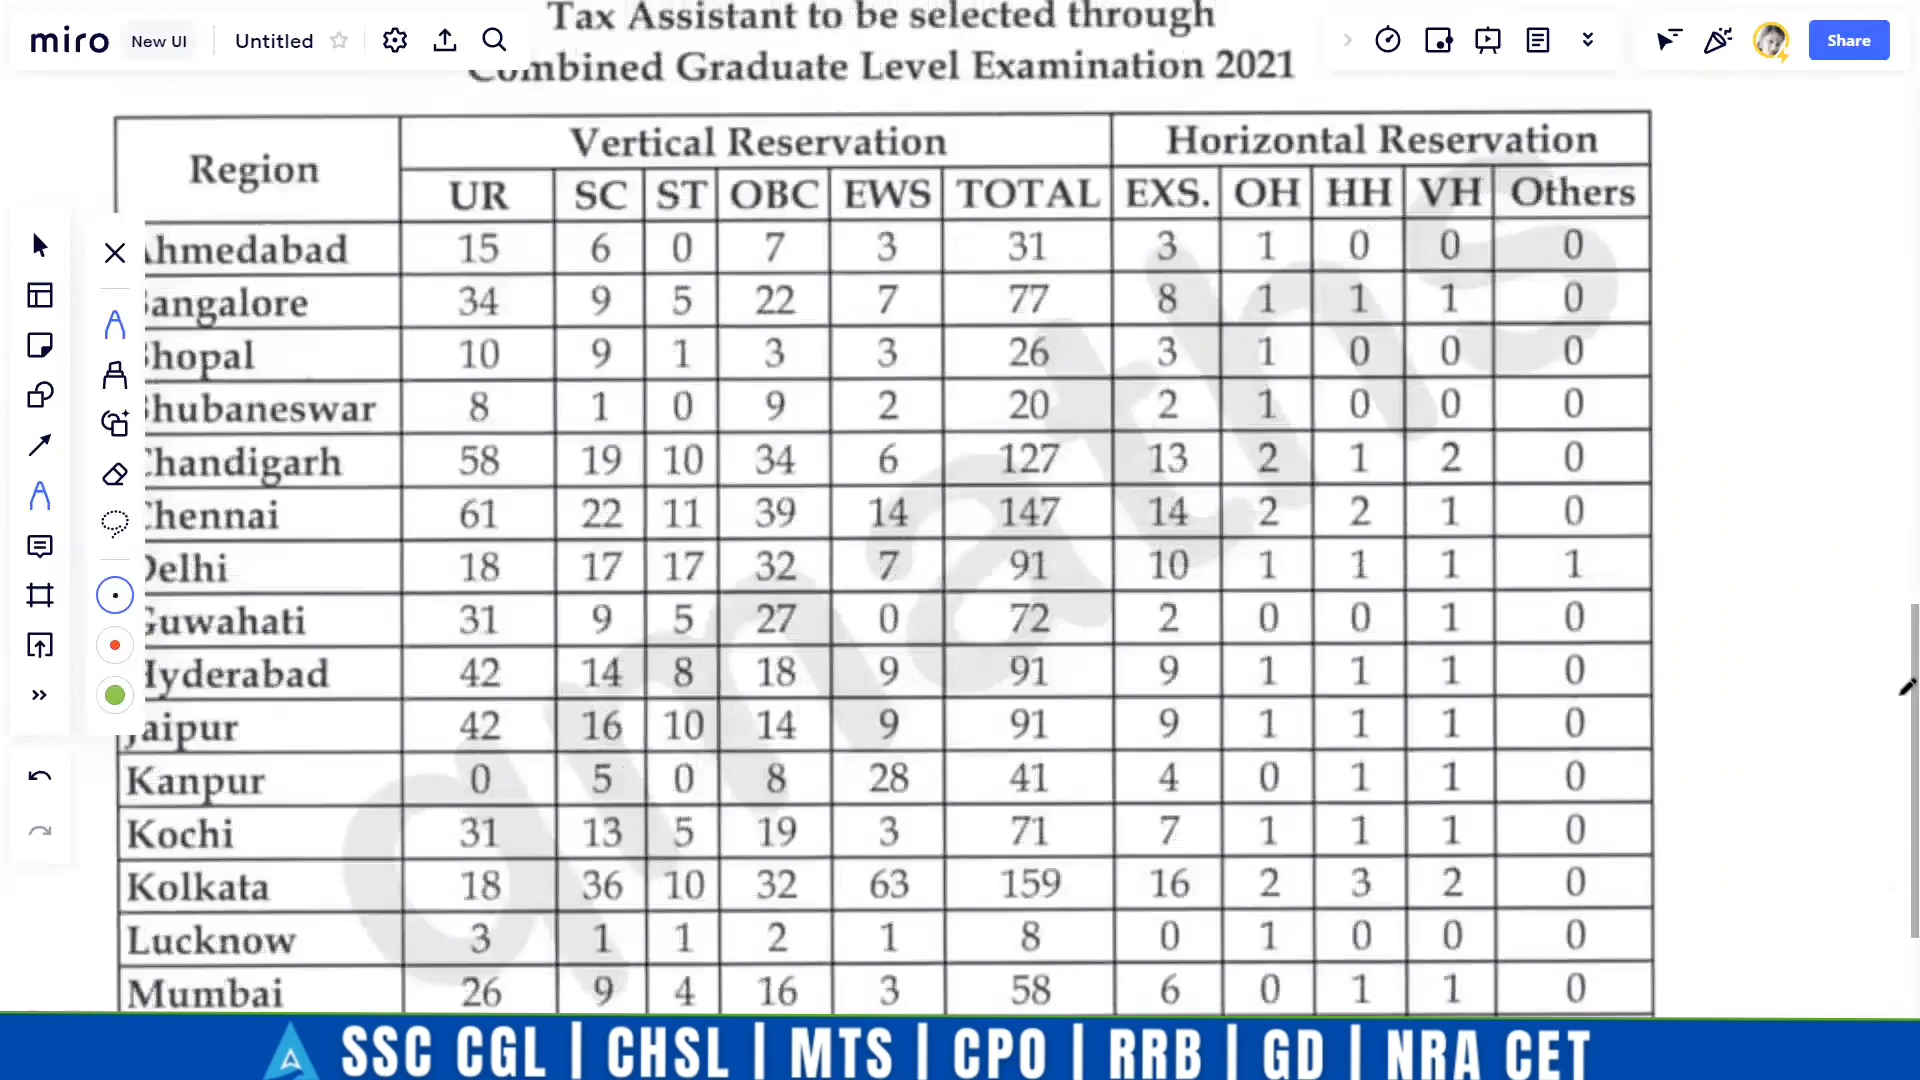 Tax Assistant to be selected through
miro New UI Untitled Share
Combined Graduate Level Examination 2021
Region Vertical Reservation Horizontal Reservation
UR SC ST OBC EWS TOTAL EXS. OH HH VH Others
Ahmedabad 15 6 0 7 3 31 3 1 0 0 0
Bangalore 34 9 5 22 7 77 8 1 1 1 0
Bhopal 10 9 1 3 3 26 3 1 0 0 0
Bhubaneswar 8 1 0 9 2 20 2 1 0 0 0
Chandigarh 58 19 10 34 6 127 13 2 1 2 0
Chennai 61 22 11 39 14 147 14 2 2 1 0
Delhi 18 17 17 32 7 91 10 1 1 1 1
Guwahati 31 9 5 27 0 72 2 0 0 1 0
Hyderabad 42 14 8 18 9 91 9 1 1 1 0
Jaipur 42 16 10 14 9 91 9 1 1 1 0
Kanpur 0 5 0 8 28 41 4 0 1 1 0
Kochi 31 13 5 19 3 71 7 1 1 1 0
Kolkata 18 36 10 32 63 159 16 2 3 2 0
Lucknow 3 1 1 2 1 8 0 1 0 0 0
Mumbai 26 9 4 16 3 58 6 0 1 1 0
qmaths
SSC CGL | CHSL | MTS | CPO | RRB | GD | NRA CET